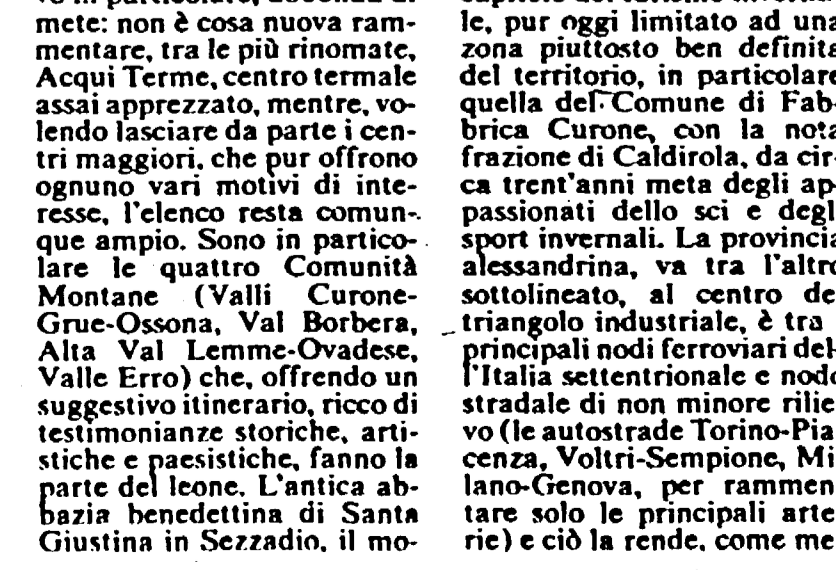 mete: non è cosa nuova ram-
mentare, tra le più rinomate,
Acqui Terme, centro termale
assai apprezzato, mentre, vo-
lendo lasciare da parte i cen-
tri maggiori, che pur offrono
ognuno vari motivi di inte-
resse, l'elenco resta comun-
que ampio. Sono in partico-
lare le quattro Comunità
Montane (Valli Curone-
Grue-Ossona, Val Borbera,
Alta Val Lemme-Ovadese,
Valle Erro) che, offrendo un
suggestivo itinerario, ricco di
testimonianze storiche, arti-
stiche e paesistiche, fanno la
parte del leone. L'antica ab-
bazia benedettina di Santa
Giustina in Sezzadio, il mo-
le, pur oggi limitato ad una
zona piuttosto ben definita
del territorio, in particolare
quella del Comune di Fab-
brica Curone, con la nota
frazione di Caldirola, da cir-
ca trent'anni meta degli ap
passionati dello sci e degl
sport invernali. La provincia
alessandrina, va tra l'altro
sottolineato, al centro de
triangolo industriale, è tra
principali nodi ferroviari del-
l'Italia settentrionale e nodo
stradale di non minore rilie
vo (le autostrade Torino-Pia
cenza, Voltri-Sempione, Mi
lano-Genova, per rammen
tare solo le principali arte
rie) e ciò la rende, come me